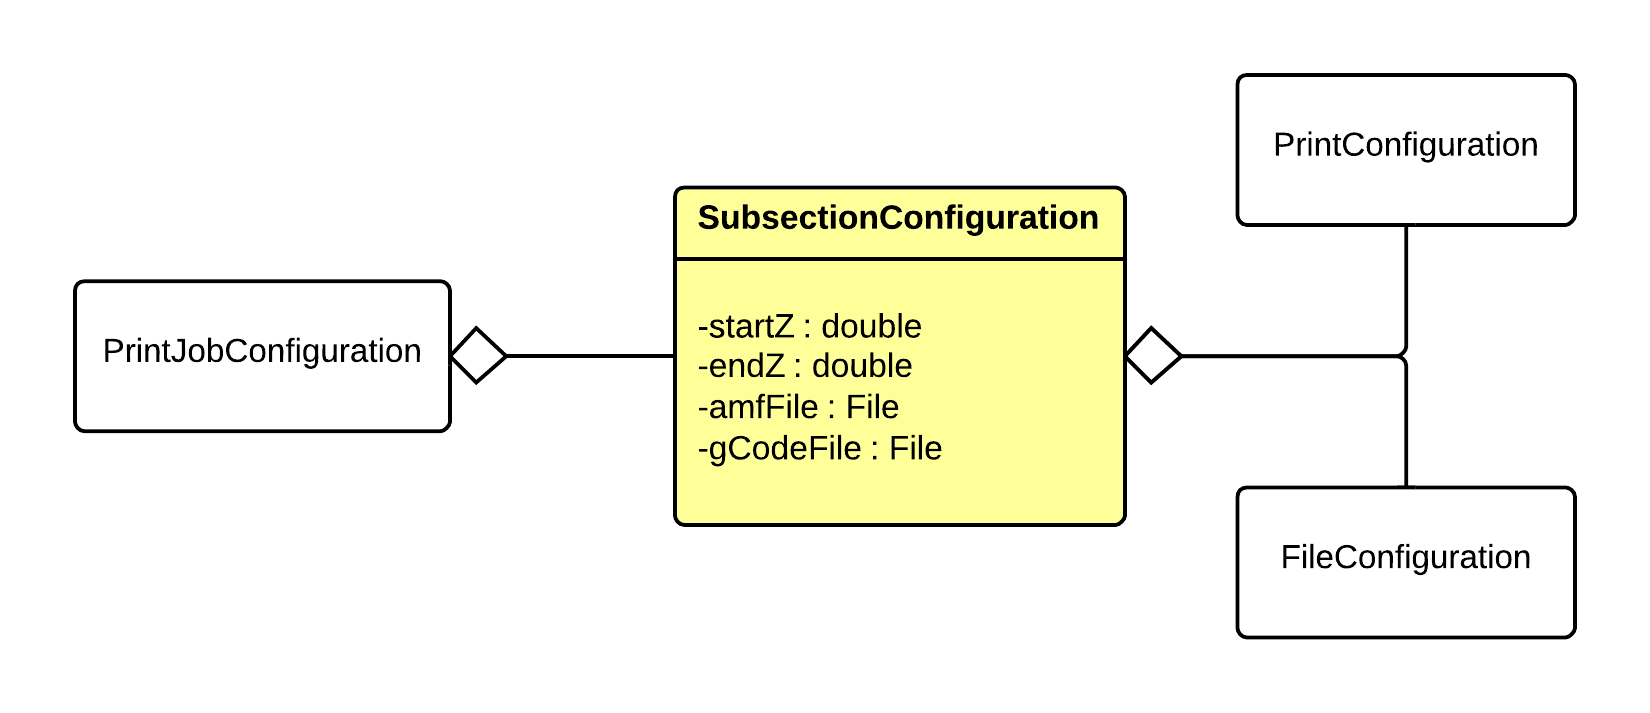 PrintJobConfiguration
SubsectionConfiguration
-startZ : double
-endZ : double
-amfFile : File
-gCodeFile : File
PrintConfiguration
FileConfiguration